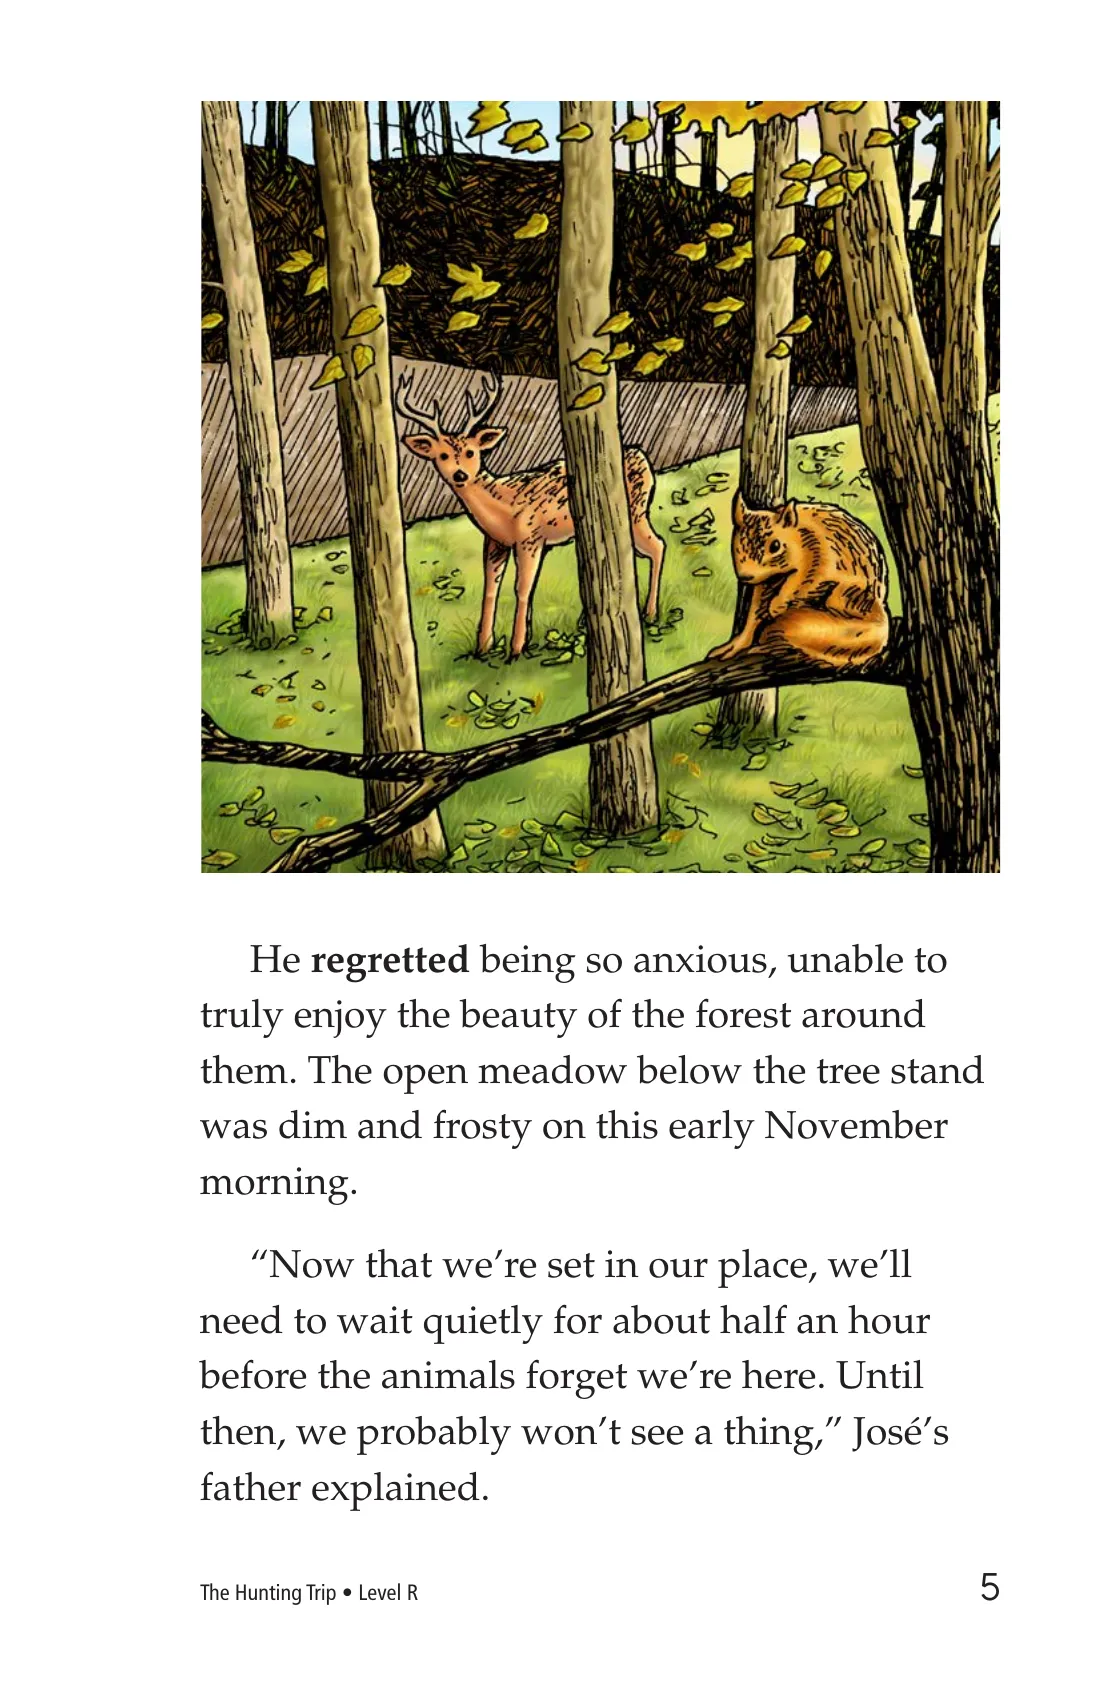 He regretted being so anxious, unable to
truly enjoy the beauty of the forest around
them. The open meadow below the tree stand
was dim and frosty on this early November
morning.
“Now that we’re set in our place, we’ll
need to wait quietly for about half an hour
before the animals forget we’re here. Until
then, we probably won’t see a thing,” José’s
father explained.
The Hunting Trip • Level R
5